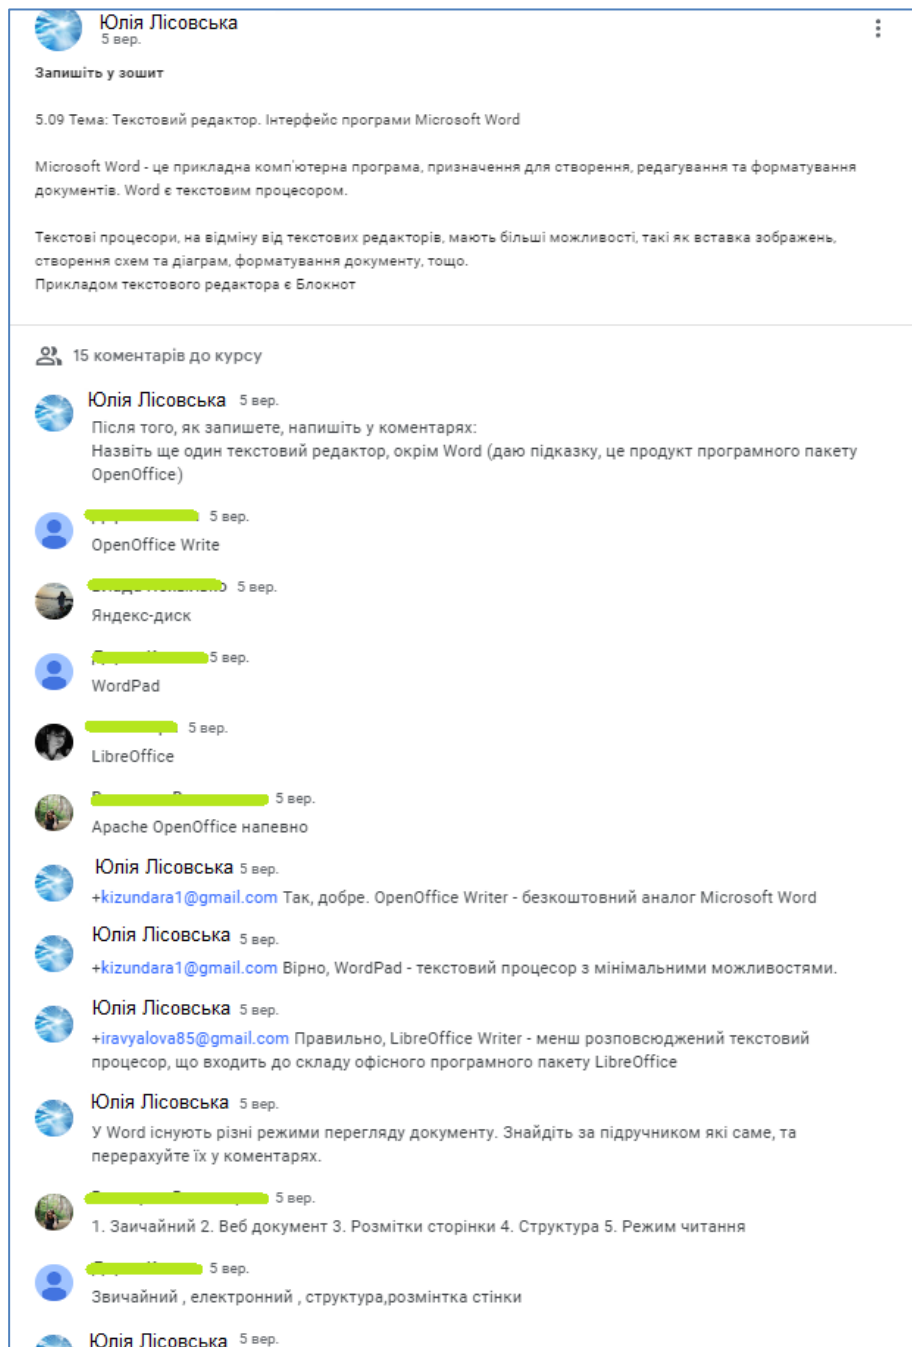 Юлія Лісовська
5 вер.
Запишіть у зошит
5.09 Тема: Текстовий редактор. Інтерфейс програми Microsoft Word
Microsoft Word - це прикладна комп'ютерна програма, призначення для створення, редагування та форматування
документів. Word є текстовим процесором.
Текстові процесори, на відміну від текстових редакторів, мають більші можливості, такі як вставка зображень,
створення схем та діаграм, форматування документу, тощо.
Прикладом текстового редактора є Блокнот
15 коментарів до курсу
Юлія Лісовська 5 вер.
Після того, як запишете, напишіть у коментарях:
Назвіть ще один текстовий редактор, окрім Word (даю підказку, це продукт програмного пакету
OpenOffice)
5 вер.
OpenOffice Write
5 вер.
Яндекс-диск
5 вер.
WordPad
5 вер.
LibreOffice
5 вер.
Apache OpenOffice напевно
Юлія Лісовська 5 вер.
+kizundara1@gmail.com Так, добре. OpenOffice Writer - безкоштовний аналог Microsoft Word
Юлія Лісовська 5 вер.
+kizundara1@gmail.com Вірно, WordPad - текстовий процесор з мінімальними можливостями.
Юлія Лісовська 5 вер.
+iravyalova85@gmail.com Правильно, LibreOffice Writer - менш розповсюджений текстовий
процесор, що входить до складу офісного програмного пакету LibreOffice
Юлія Лісовська 5 вер.
У Word існують різні режими перегляду документу. Знайдіть за підручником які саме, та
перерахуйте їх у коментарях.
5 вер.
1. Заичайний 2. Веб документ 3. Розмітки сторінки 4. Структура 5. Режим читання
5 вер.
Звичайний , електронний , структура,розмінтка стінки
Юлія Лісовська 5 вер.